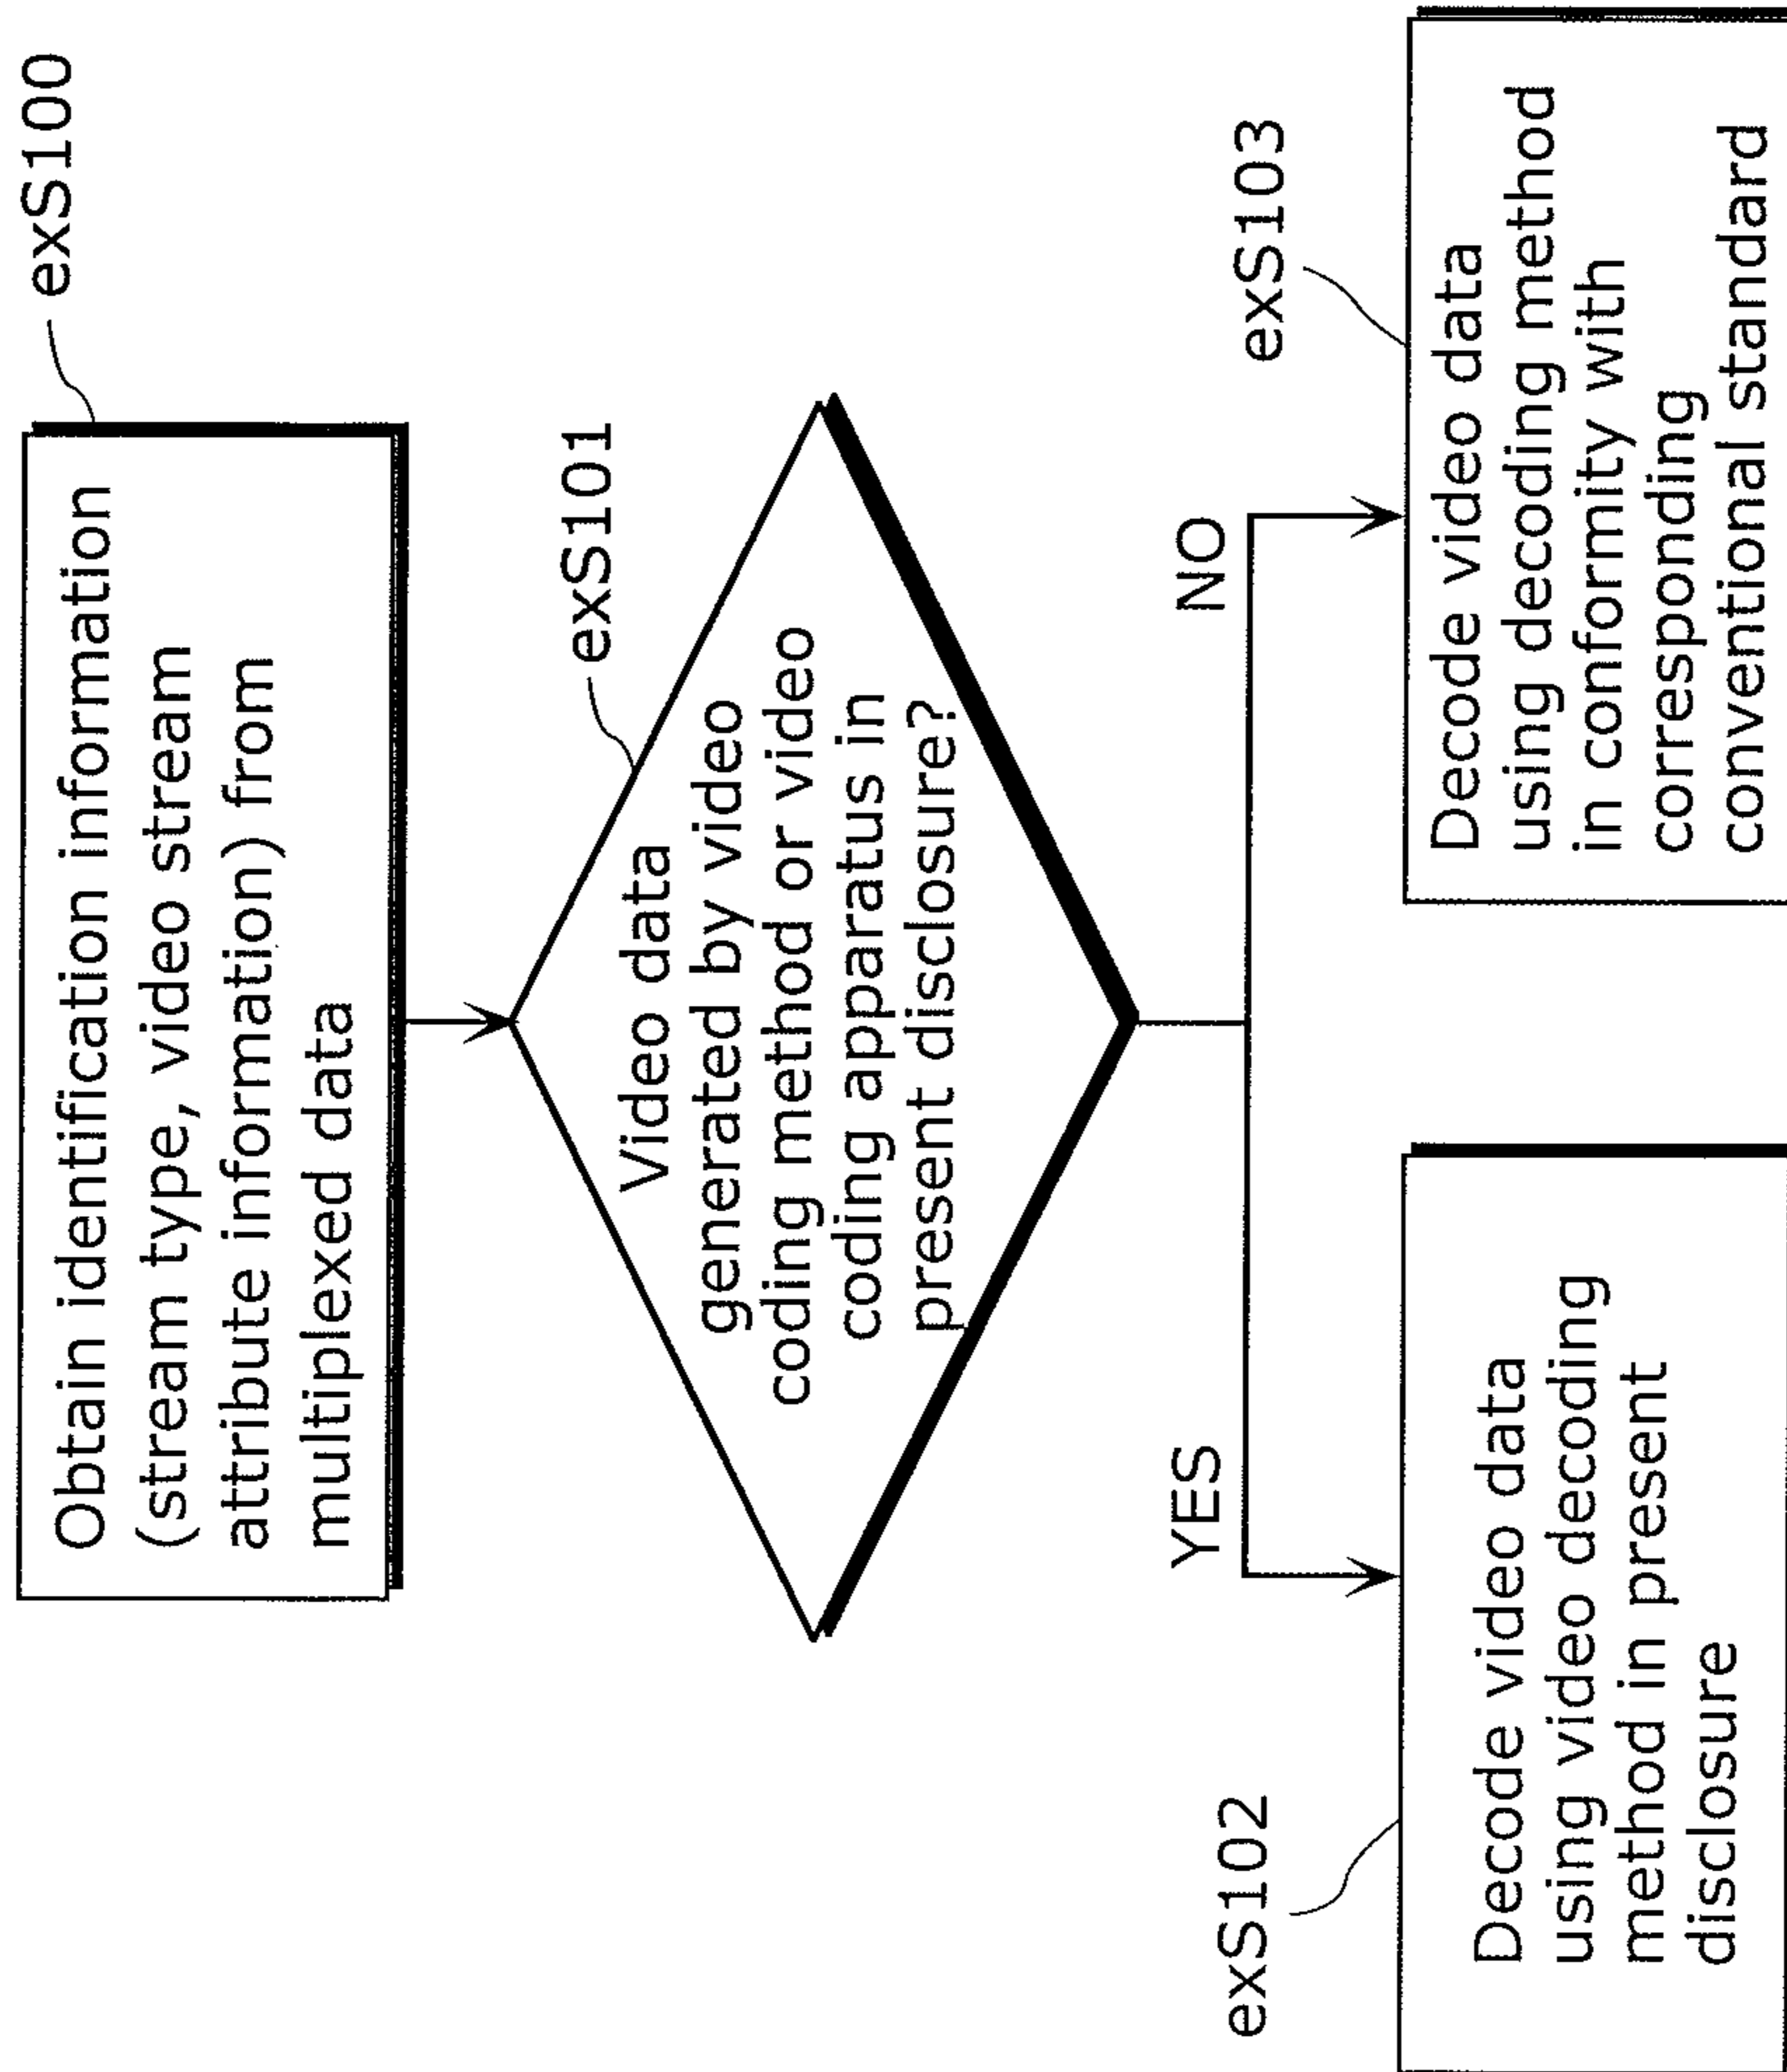 exS100
Obtain identification information
(stream type, video stream
attribute information) from
multiplexed data
exS101
Video data
generated by video
coding method or video
coding apparatus in
present disclosure?
YES
NO
exS102
Decode video data
using video decoding
method in present
disclosure
exS103
Decode video data
using decoding method
in conformity with
corresponding
conventional standard